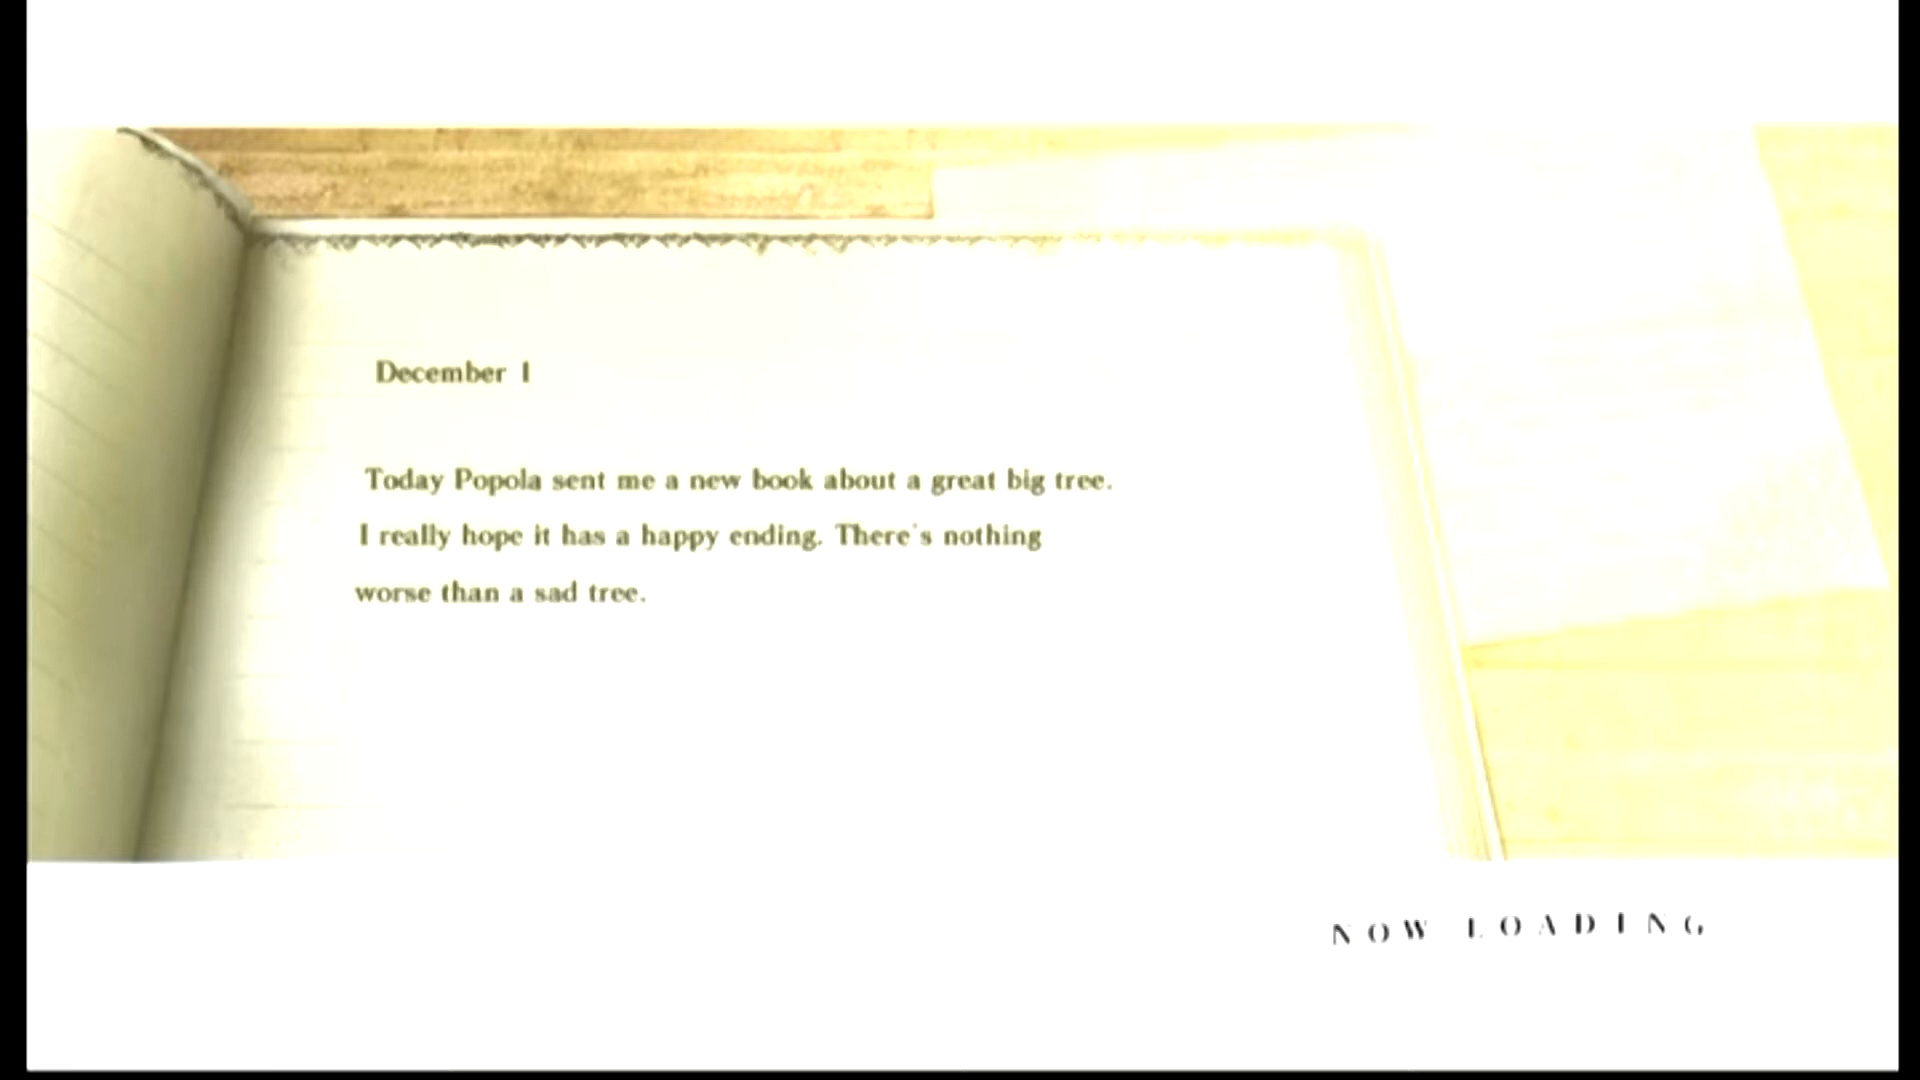 December 1
Today Popola sent me a new book about a great big tree.
I really hope it has a happy ending. There's nothing
worse than a sad tree.
NOW LOADING